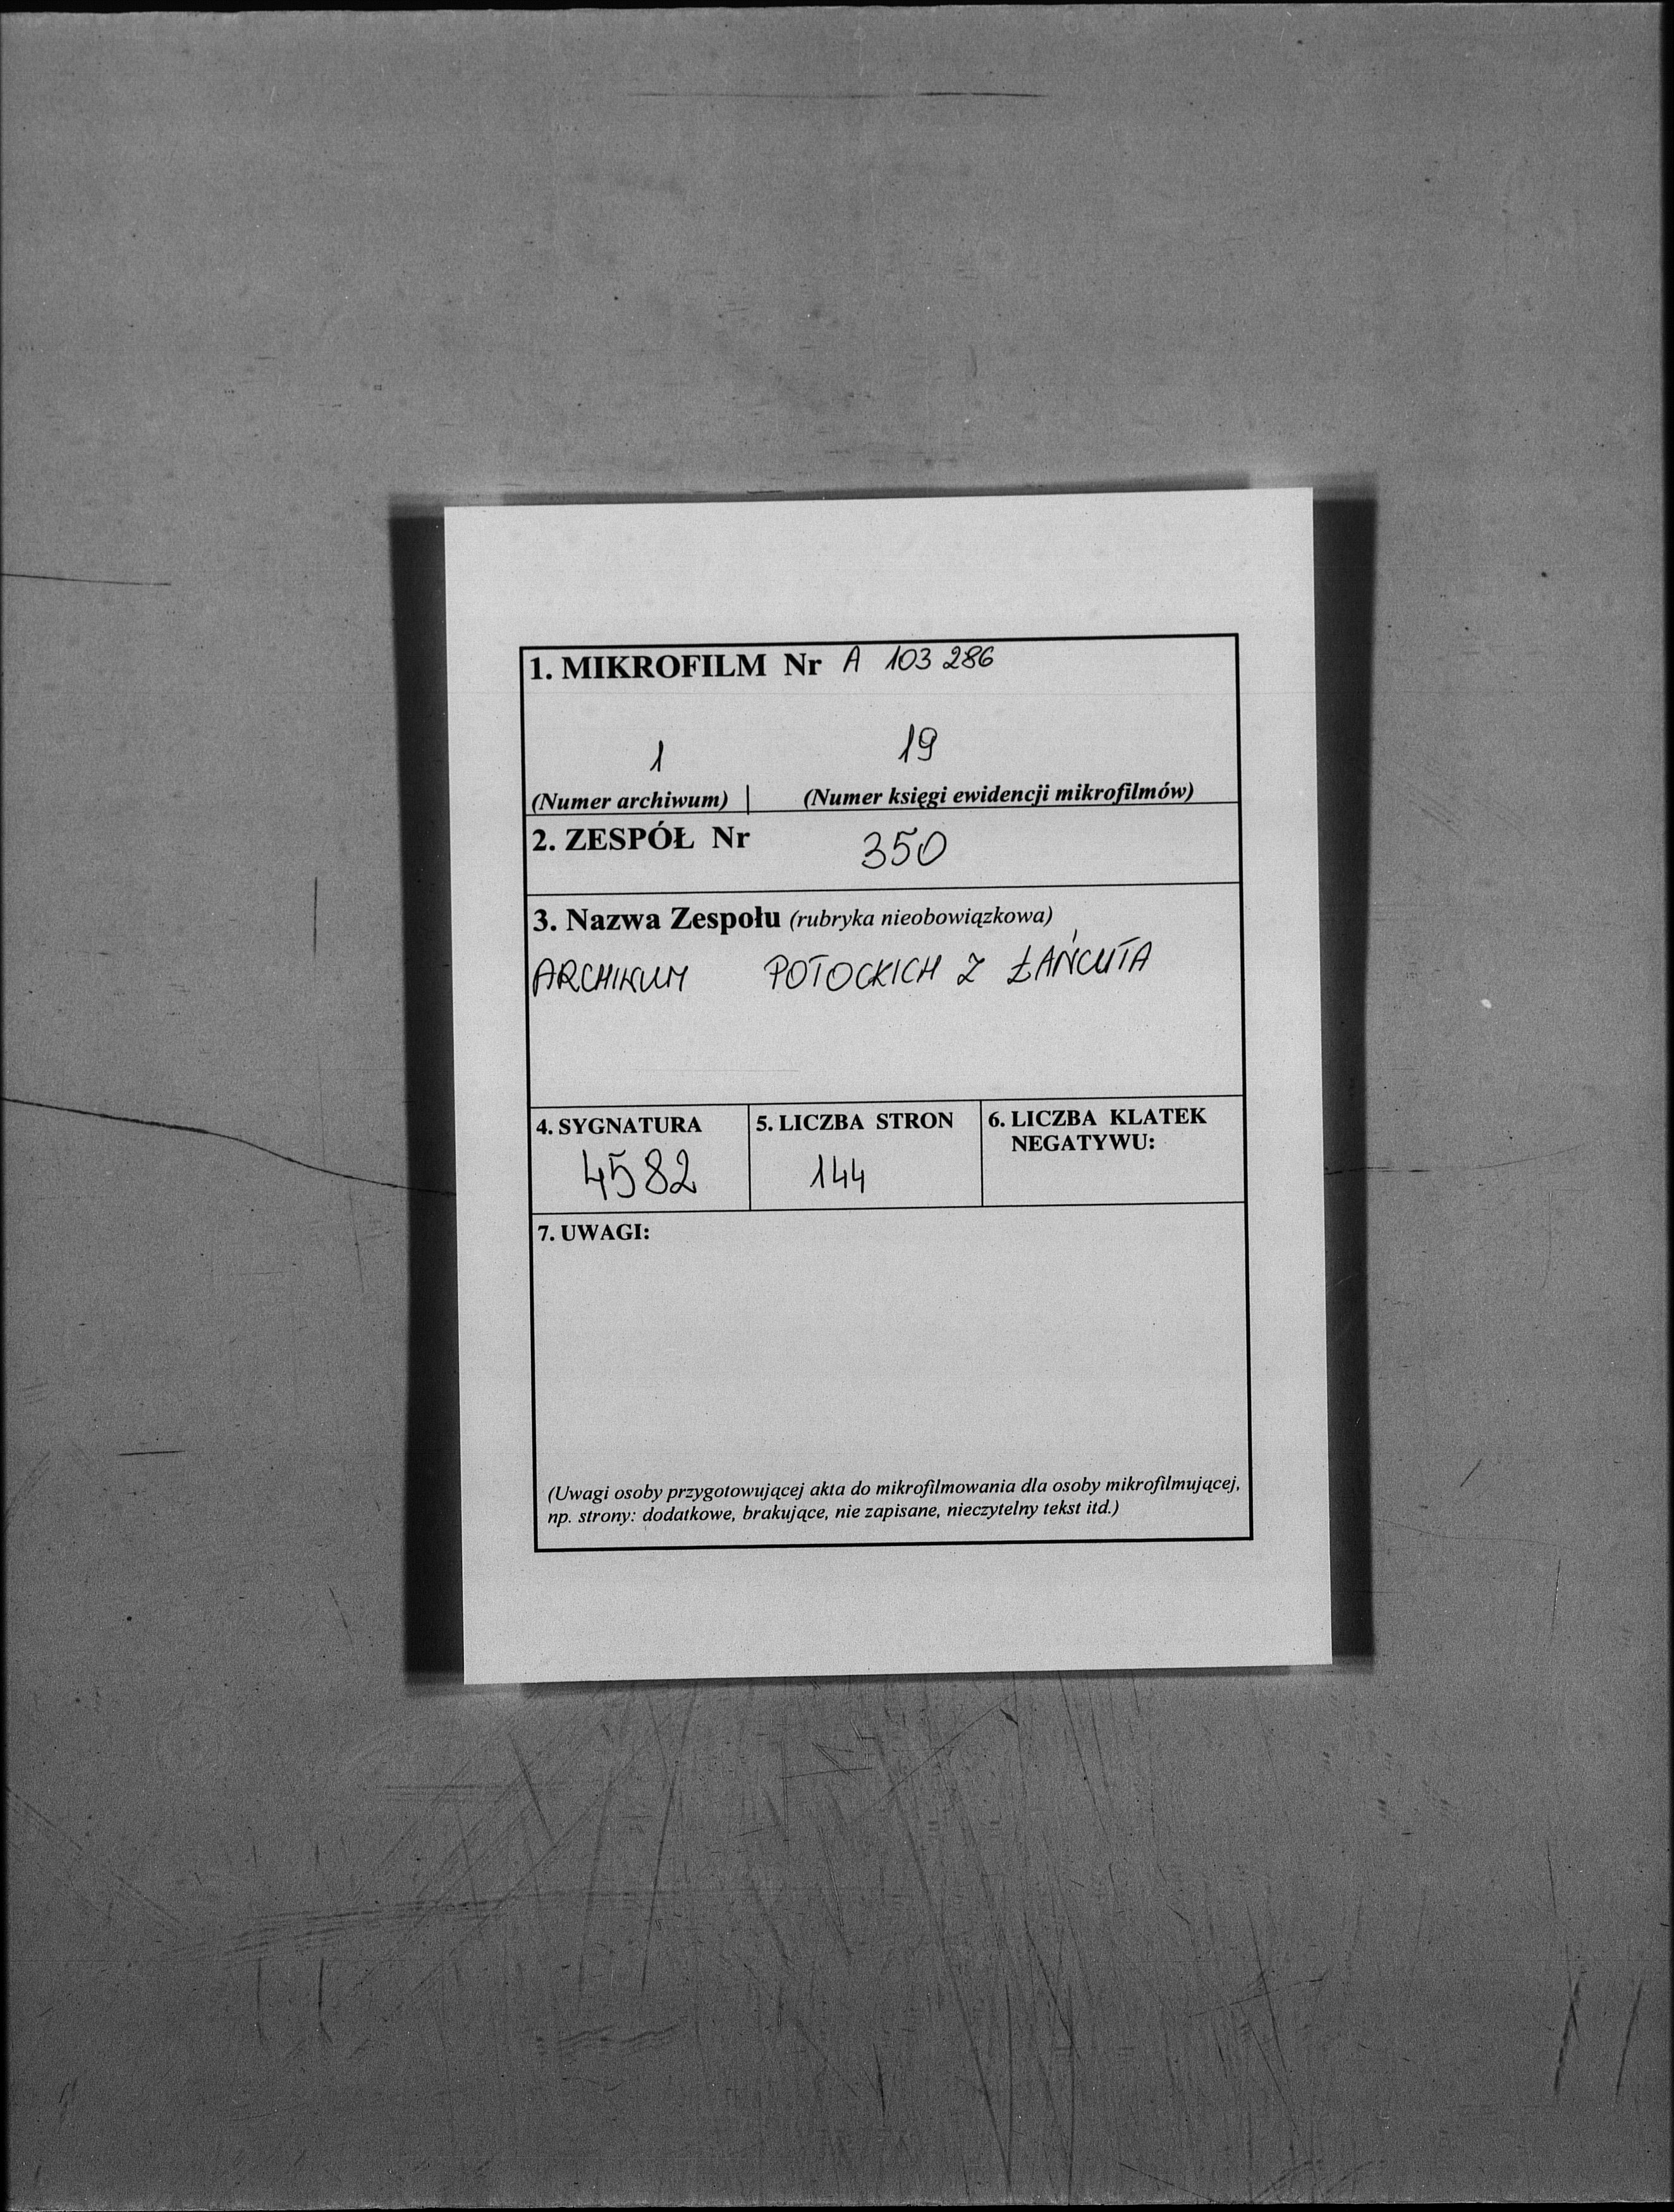 1. MIKROFILM Nr A 103 286
1 19
(Numer archiwum) | (Numer księgi ewidencji mikrofilmów)
2. ZESPÓŁ Nr 350
3. Nazwa Zespołu (rubryka nieobowiązkowa)
ARCHIWUM POTOCKICH Z ŁAŃCUTA
4. SYGNATURA 5. LICZBA STRON 6. LICZBA KLATEK
NEGATYWU:
4582 144
7. UWAGI:
(Uwagi osoby przygotowującej akta do mikrofilmowania dla osoby mikrofilmującej,
np. strony: dodatkowe, brakujące, nie zapisane, nieczytelny tekst itd.)